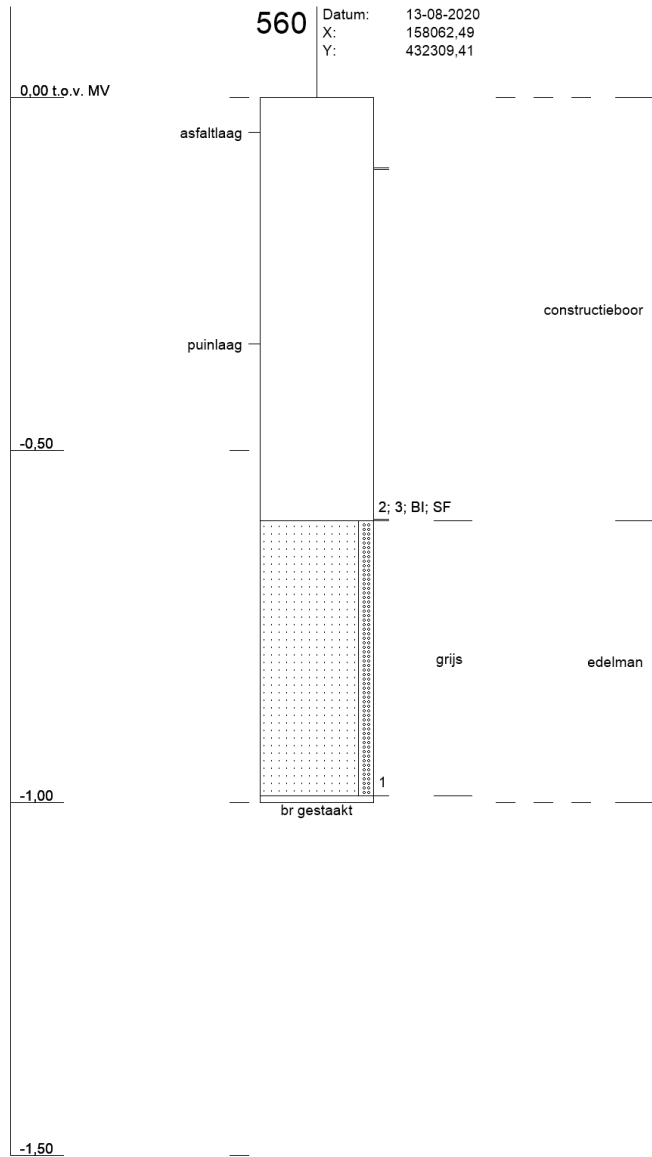 560
Datum: 13-08-2020
X: 158062,49
Y: 432309,41
0,00 t.o.v. MV
asfaltlaag
constructieboor
puinlaag
-0,50
2; 3; BI; SF
grijs
edelman
1
-1,00
br gestaakt
-1,50